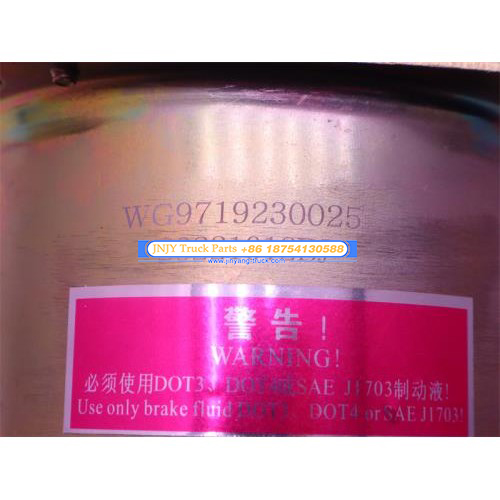 WG9719230025
JNJY Truck Parts +86 18754130588
www.jinyang-truck.com
警告!
WARNING!
必须使用DOT3、DOT4或SAE J1703制动液!
Use only brake fluid DOT3、DOT4 or SAE J1703!